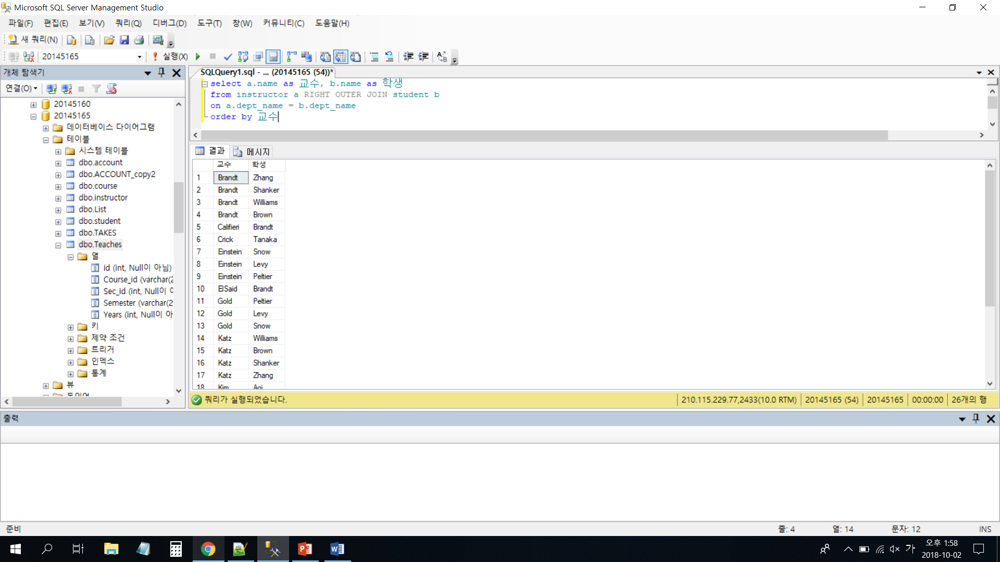 Microsoft SQL Server Management Studio
파일(F) 편집(E) 보기(V) 쿼리(Q) 디버그(D) 도구(T) 창(W) 커뮤니티(C) 도움말(H)
새 쿼리(N)
20145165 실행(X)
개체 탐색기
연결(O)
20145160
20145165
데이터베이스 다이어그램
테이블
시스템 테이블
dbo.account
dbo.ACCOUNT_copy2
dbo.course
dbo.instructor
dbo.List
dbo.student
dbo.TAKES
dbo.Teaches
열
id (int, Null이 아님)
Course_id (varchar(2
Sec_id (int, Null이
Semester (varchar(2
Years (int, Null이 아
키
제약 조건
트리거
인덱스
통계
뷰
동의어
SQLQuery1.sql - ... (20145165 (54))*
select a.name as 교수, b.name as 학생
from instructor a RIGHT OUTER JOIN student b
on a.dept_name = b.dept_name
order by 교수
결과 메시지
교수 학생
1 Brandt Zhang
2 Brandt Shanker
3 Brandt Williams
4 Brandt Brown
5 Califieri Brandt
6 Crick Tanaka
7 Einstein Snow
8 Einstein Levy
9 Einstein Peltier
10 ElSaid Brandt
11 Gold Peltier
12 Gold Levy
13 Gold Snow
14 Katz Williams
15 Katz Brown
16 Katz Shanker
17 Katz Zhang
18 Kim Aoi
쿼리가 실행되었습니다. 210.115.229.77,2433(10.0 RTM) 20145165 (54) 20145165 00:00:00 26개의 행
출력
준비 줄: 4 열: 14 문자: 12 INS
가 오후 1:58
2018-10-02